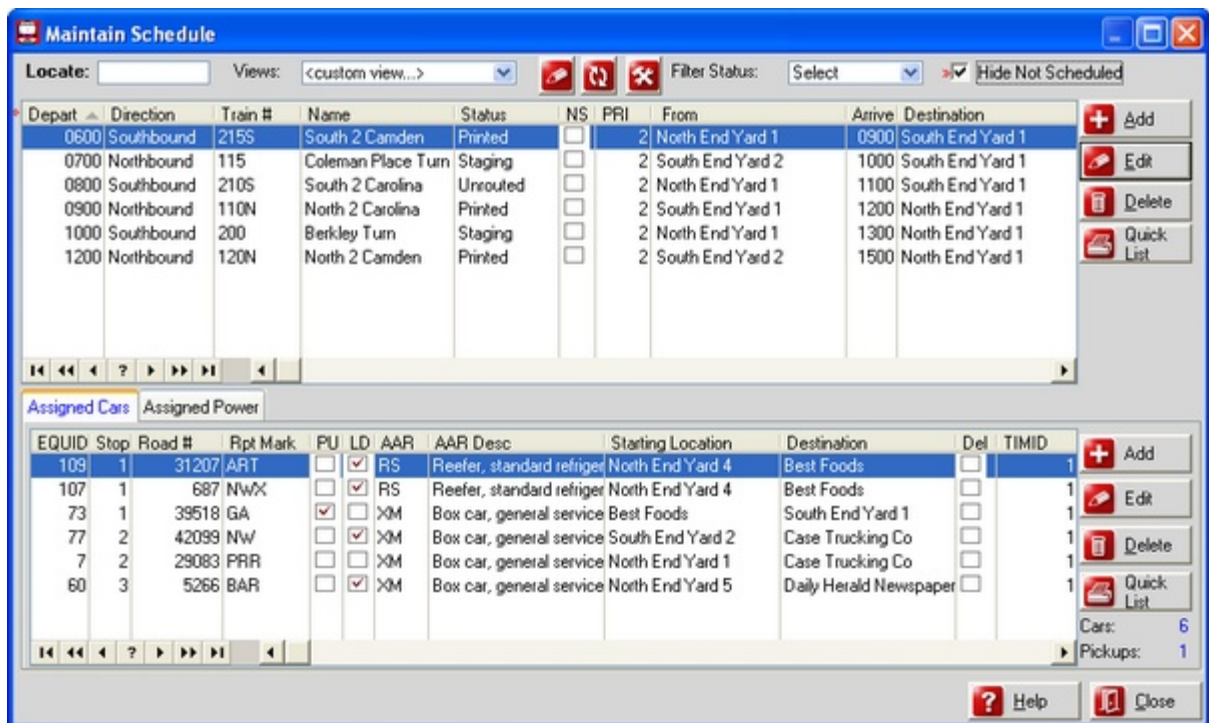 Maintain Schedule
Locate: Views: <custom view...> Filter Status: Select Hide Not Scheduled
Depart Direction Train # Name Status NS PRI From Arrive Destination
0600 Southbound 215S South 2 Camden Printed 2 North End Yard 1 0900 South End Yard 1
0700 Northbound 115 Coleman Place Turn Staging 2 South End Yard 2 1000 South End Yard 1
0800 Southbound 210S South 2 Carolina Unrouted 2 North End Yard 1 1100 South End Yard 1
0900 Northbound 110N North 2 Carolina Printed 2 South End Yard 1 1200 North End Yard 1
1000 Southbound 200 Berkley Turn Staging 2 North End Yard 1 1300 North End Yard 1
1200 Northbound 120N North 2 Camden Printed 2 South End Yard 2 1500 North End Yard 1
Add
Edit
Delete
Quick
List
?
Assigned Cars Assigned Power
EQUID Stop Road # Rpt Mark PU LD AAR AAR Desc Starting Location Destination Del TIMID
109 1 31207 ART RS Reefer, standard refriger North End Yard 4 Best Foods 1
107 1 687 NWX RS Reefer, standard refriger North End Yard 4 Best Foods 1
73 1 39518 GA XM Box car, general service Best Foods South End Yard 1 1
77 2 42099 NW XM Box car, general service South End Yard 2 Case Trucking Co 1
7 2 29083 PRR XM Box car, general service North End Yard 1 Case Trucking Co 1
60 3 5266 BAR XM Box car, general service North End Yard 5 Daily Herald Newspaper 1
Add
Edit
Delete
Quick
List
Cars: 6
? Pickups: 1
? Help Close